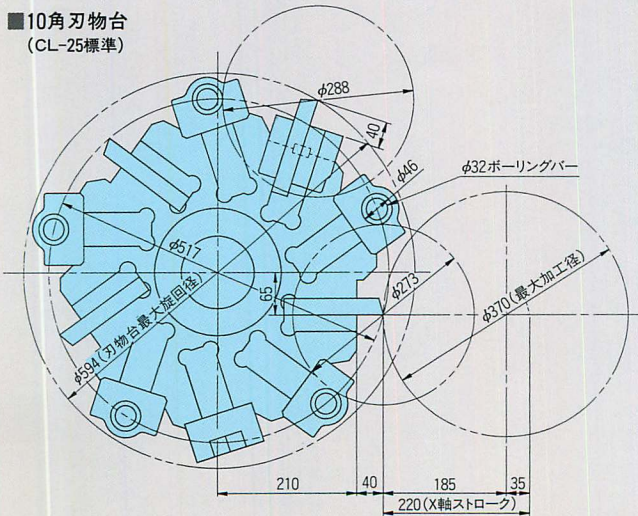 ■10角刃物台
(CL-25標準)
φ288
40
φ46
φ32ボーリングバー
φ517
65
φ273
φ370(最大加工径)
φ594(刃物台最大旋回径)
210
40
185
35
220(X軸ストローク)